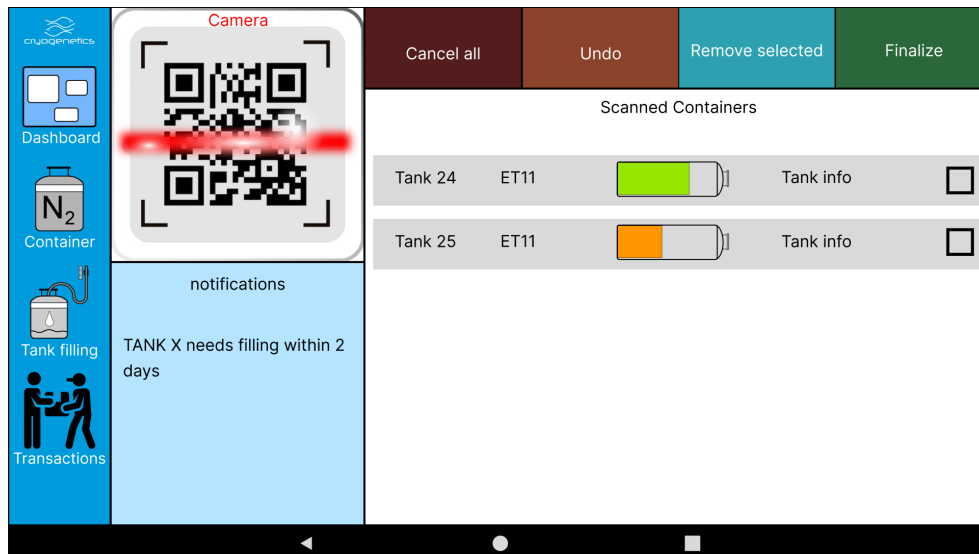 cryogenetics
Dashboard
N2
Container
Tank filling
Transactions
Camera
notifications
TANK X needs filling within 2
days
Cancel all
Undo
Remove selected
Finalize
Scanned Containers
Tank 24 ET11 Tank info
Tank 25 ET11 Tank info